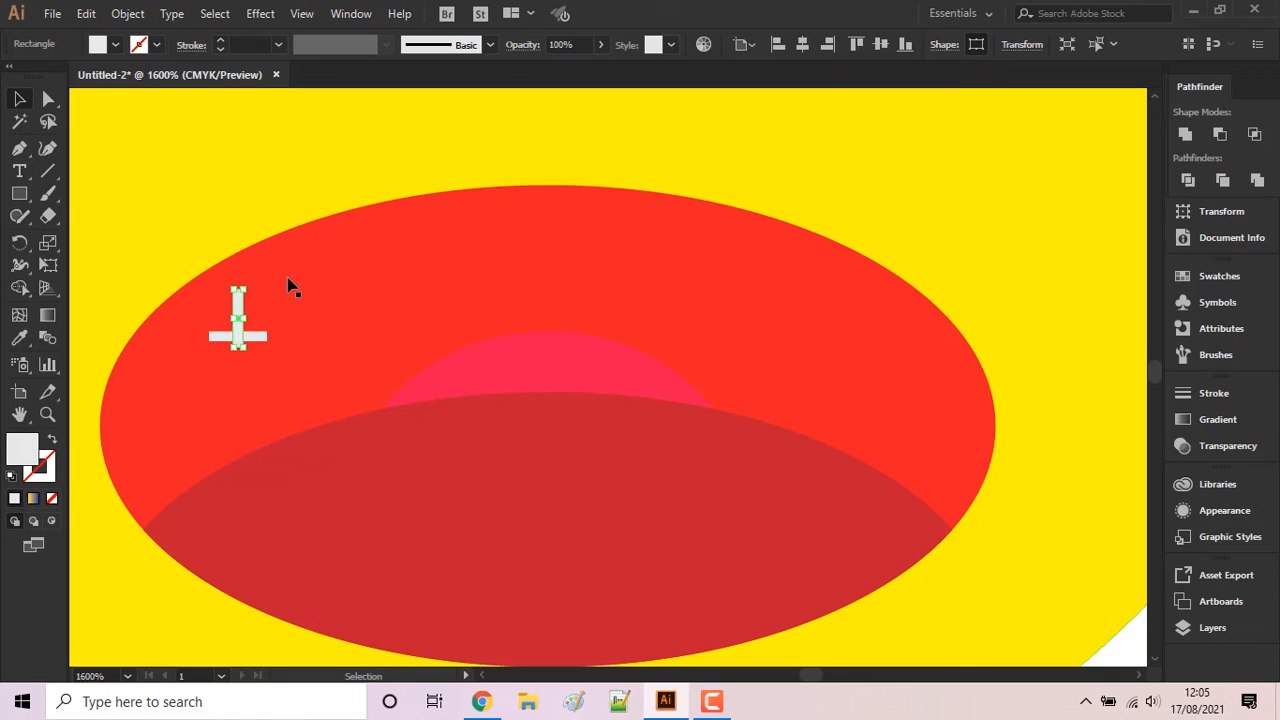 Ai File Edit Object Type Select Effect View Window Help Br St Essentials Search Adobe Stock
Rectangle Stroke: Basic Opacity: 100% Style: Shape: Transform
Untitled-2* @ 1600% (CMYK/Preview) ×
Pathfinder
Shape Modes:
Pathfinders:
Transform
Document Info
Swatches
Symbols
Attributes
Brushes
Stroke
Gradient
Transparency
Libraries
Appearance
Graphic Styles
Asset Export
Artboards
Layers
1600% 1 Selection
Type here to search
Ai
12:05
17/08/2021